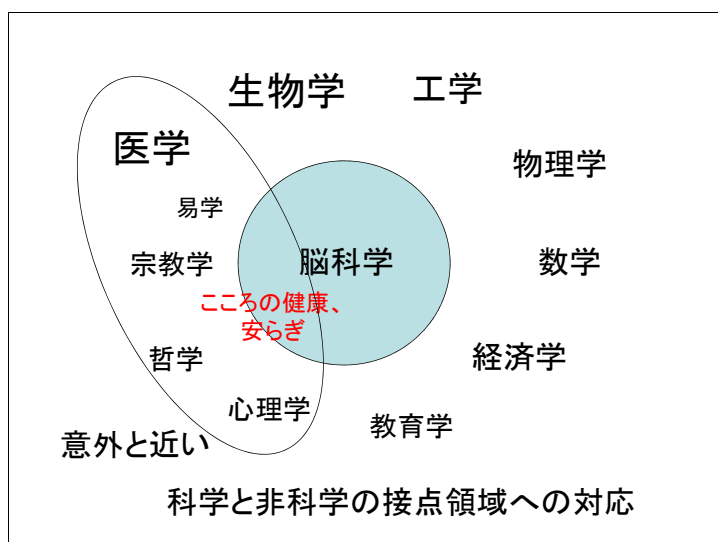 生物学
工学
医学
物理学
易学
宗教学
脳科学
数学
こころの健康、
安らぎ
哲学
経済学
心理学
教育学
意外と近い
科学と非科学の接点領域への対応